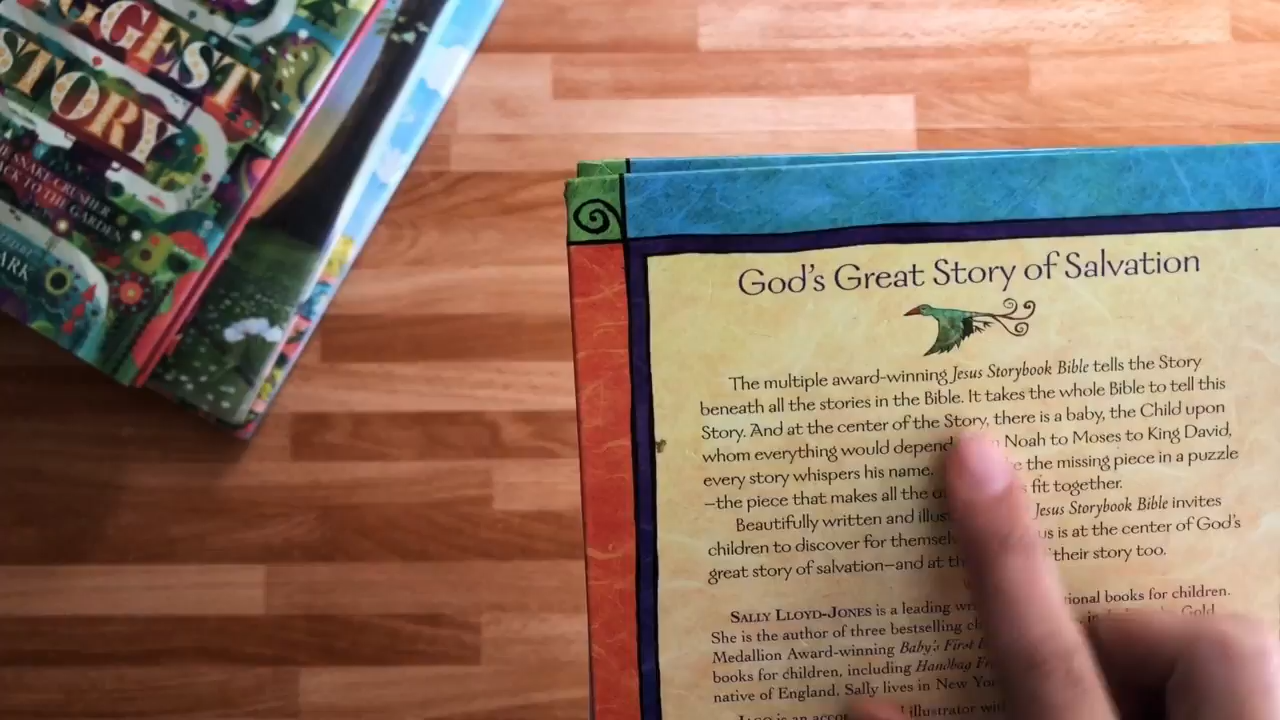 GGEST
STORY
SNAKE CRUSHER
BACK TO THE GARDEN
God's Great Story of Salvation
The multiple award-winning Jesus Storybook Bible tells the Story
beneath all the stories in the Bible. It takes the whole Bible to tell this
Story. And at the center of the Story, there is a baby, the Child upon
whom everything would depend Noah to Moses to King David,
every story whispers his name. the missing piece in a puzzle
—the piece that makes all the fit together.
Beautifully written and Jesus Storybook Bible invites
children to discover for is at the center of God's
great story of salvation—and at their story too.
SALLY LLOYD-JONES is a leading books for children.
She is the author of three bestselling Gold
Medallion Award-winning Baby's First
books for children, including Handbag
native of England, Sally lives in New
illustrator